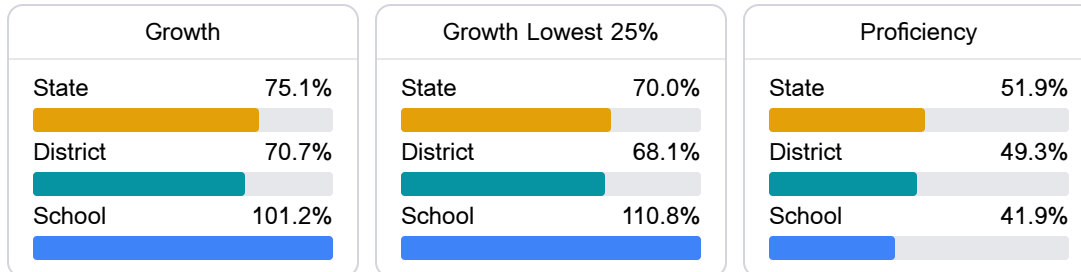 Growth
State 75.1%
District 70.7%
School 101.2%
Growth Lowest 25%
State 70.0%
District 68.1%
School 110.8%
Proficiency
State 51.9%
District 49.3%
School 41.9%